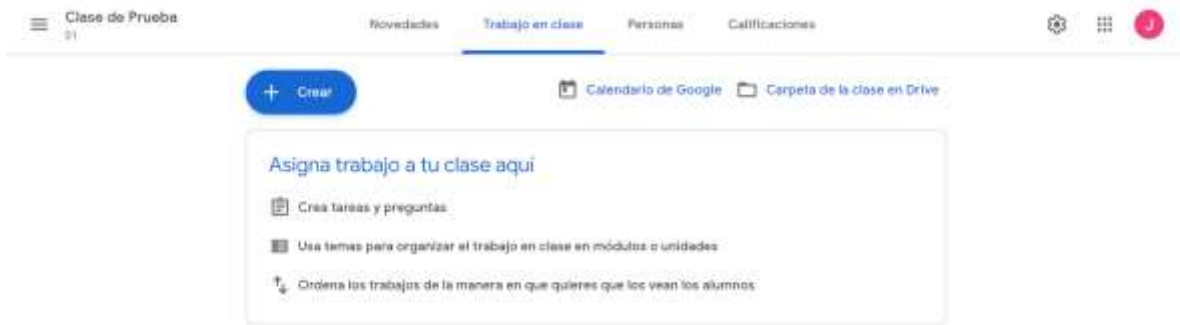 Clase de Prueba
01
Novedades
Trabajo en clase
Personas
Calificaciones
J
+ Crear
Calendario de Google
Carpeta de la clase en Drive
Asigna trabajo a tu clase aquí
Crea tareas y preguntas
Usa temas para organizar el trabajo en clase en módulos o unidades
Ordena los trabajos de la manera en que quieres que los vean los alumnos